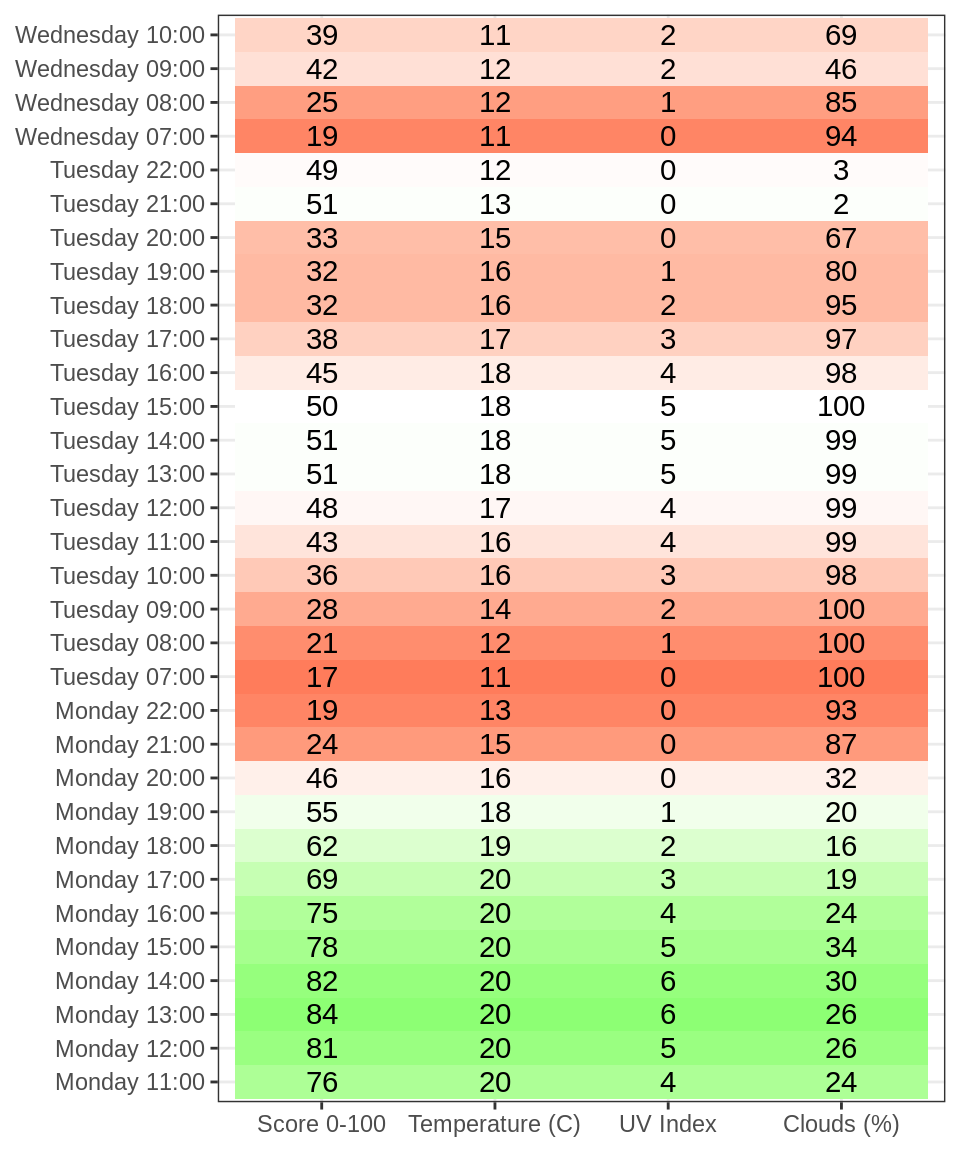 Wednesday 10:00 39 11 2 69
Wednesday 09:00 42 12 2 46
Wednesday 08:00 25 12 1 85
Wednesday 07:00 19 11 0 94
Tuesday 22:00 49 12 0 3
Tuesday 21:00 51 13 0 2
Tuesday 20:00 33 15 0 67
Tuesday 19:00 32 16 1 80
Tuesday 18:00 32 16 2 95
Tuesday 17:00 38 17 3 97
Tuesday 16:00 45 18 4 98
Tuesday 15:00 50 18 5 100
Tuesday 14:00 51 18 5 99
Tuesday 13:00 51 18 5 99
Tuesday 12:00 48 17 4 99
Tuesday 11:00 43 16 4 99
Tuesday 10:00 36 16 3 98
Tuesday 09:00 28 14 2 100
Tuesday 08:00 21 12 1 100
Tuesday 07:00 17 11 0 100
Monday 22:00 19 13 0 93
Monday 21:00 24 15 0 87
Monday 20:00 46 16 0 32
Monday 19:00 55 18 1 20
Monday 18:00 62 19 2 16
Monday 17:00 69 20 3 19
Monday 16:00 75 20 4 24
Monday 15:00 78 20 5 34
Monday 14:00 82 20 6 30
Monday 13:00 84 20 6 26
Monday 12:00 81 20 5 26
Monday 11:00 76 20 4 24
Score 0-100 Temperature (C) UV Index Clouds (%)